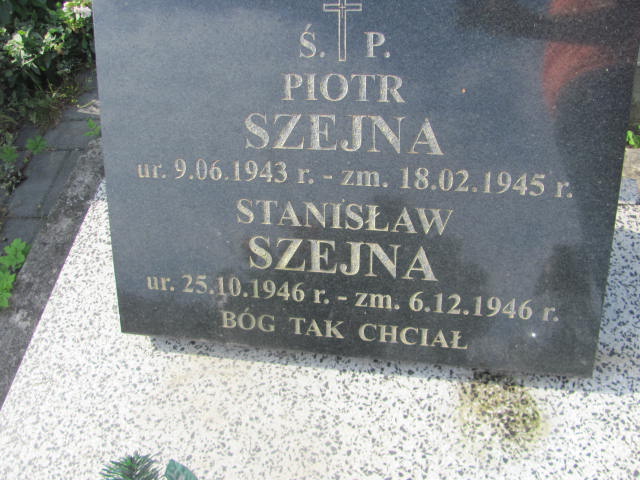 Ś. P.
PIOTR
SZEJNA
ur. 9.06.1943 r. - zm. 18.02.1945 r.
STANISŁAW
SZEJNA
ur. 25.10.1946 r. - zm. 6.12.1946 r.
BÓG TAK CHCIAŁ